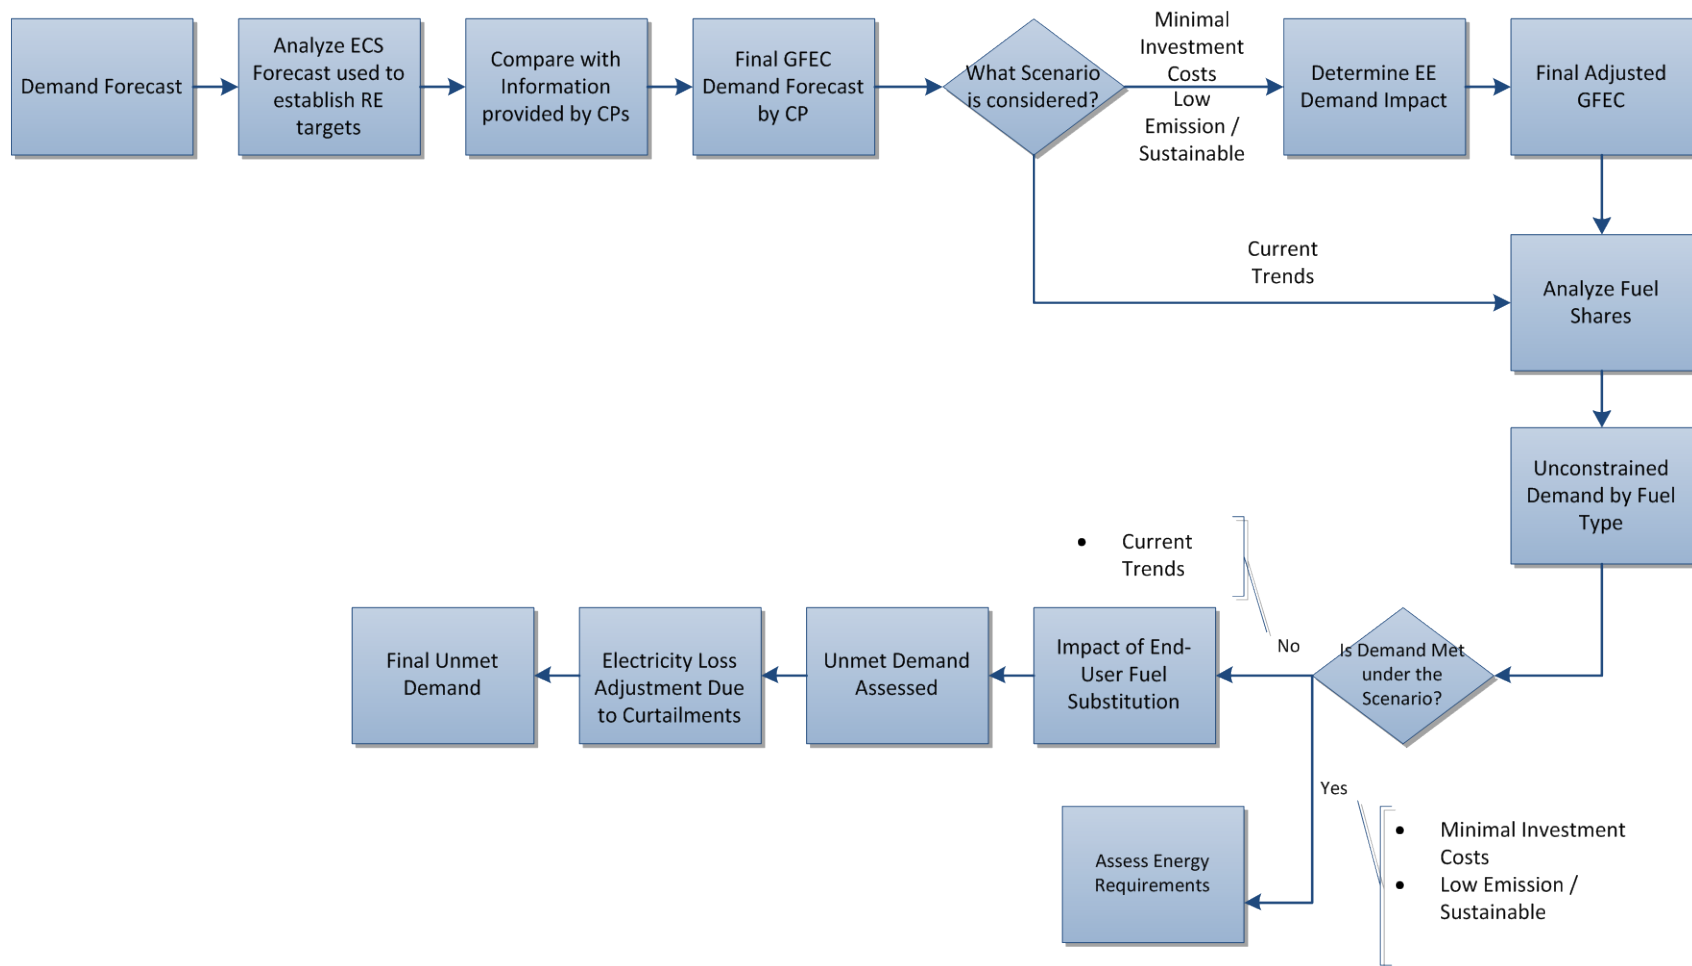 Demand Forecast
Analyze ECS
Forecast used to
establish RE
targets
Compare with
Information
provided by CPs
Final GFEC
Demand Forecast
by CP
What Scenario
is considered?
Minimal
Investment
Costs
Low
Emission /
Sustainable
Determine EE
Demand Impact
Final Adjusted
GFEC
Current
Trends
Analyze Fuel
Shares
Unconstrained
Demand by Fuel
Type
• Current
Trends
No
Is Demand Met
under the
Scenario?
Impact of End-
User Fuel
Substitution
Unmet Demand
Assessed
Electricity Loss
Adjustment Due
to Curtailments
Final Unmet
Demand
Yes
• Minimal Investment
Costs
• Low Emission /
Sustainable
Assess Energy
Requirements